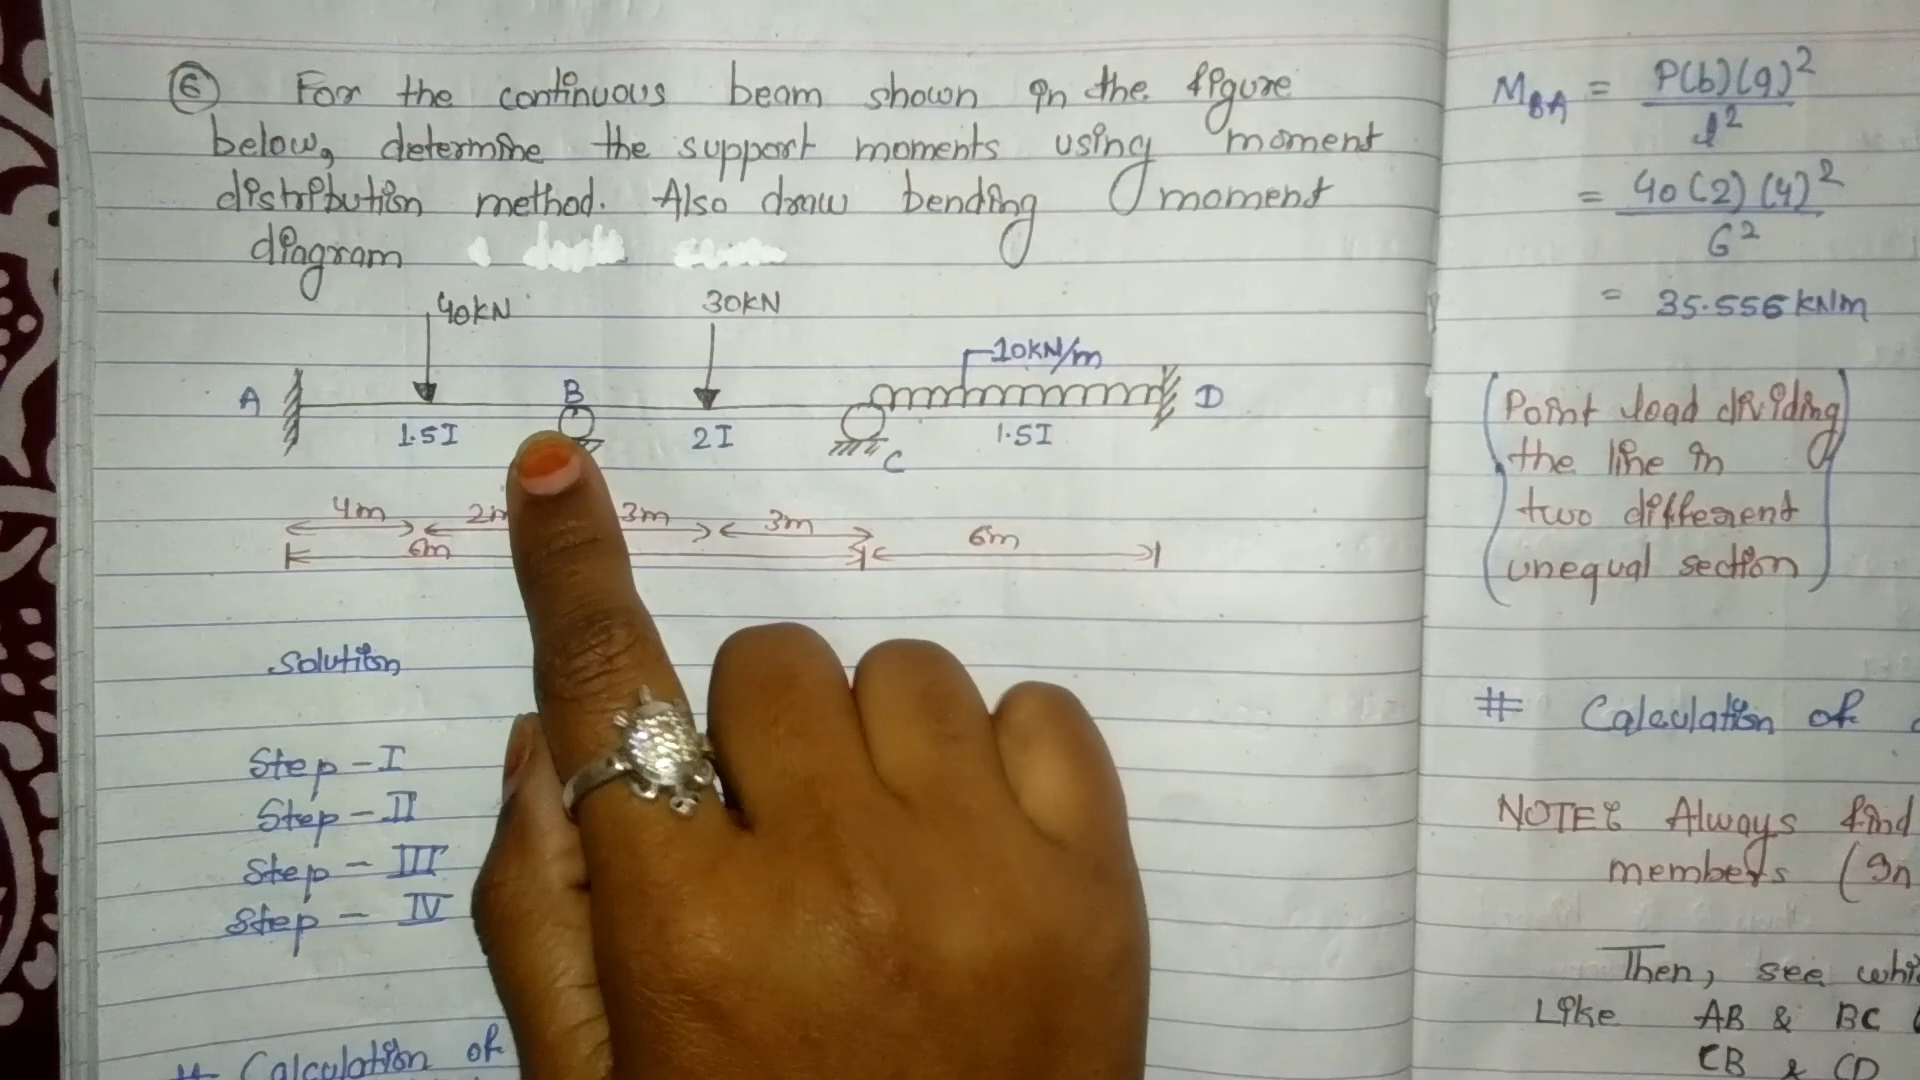 6 For the continuous beam shown in the figure
below, determine the support moments using moment
distribution method. Also draw bending moment
diagram
40kN
30kN
10kN/m
A
B
D
1.5I
2I
1.5I
C
4m
3m
3m
6m
6m
Solution
Step - I
Step - II
Step - III
Step - IV
# Calculation of
MBA = P(b)(a)²
l²
= 40(2)(4)²
6²
= 35.556 kNm
(Point load dividing
the line in
two different
unequal section)
# Calculation of
NOTE: Always find
members (In
Then, see
Like AB & BC
CB & CD